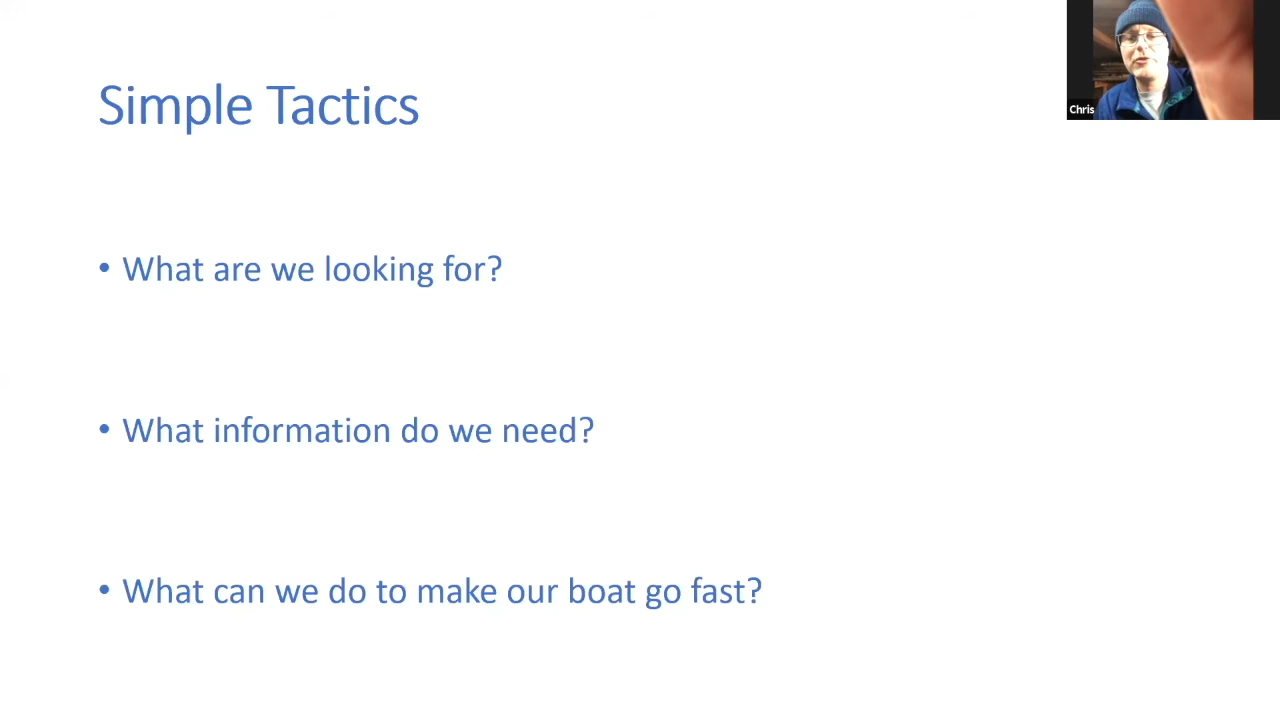 Simple Tactics
Chris
• What are we looking for?
• What information do we need?
• What can we do to make our boat go fast?